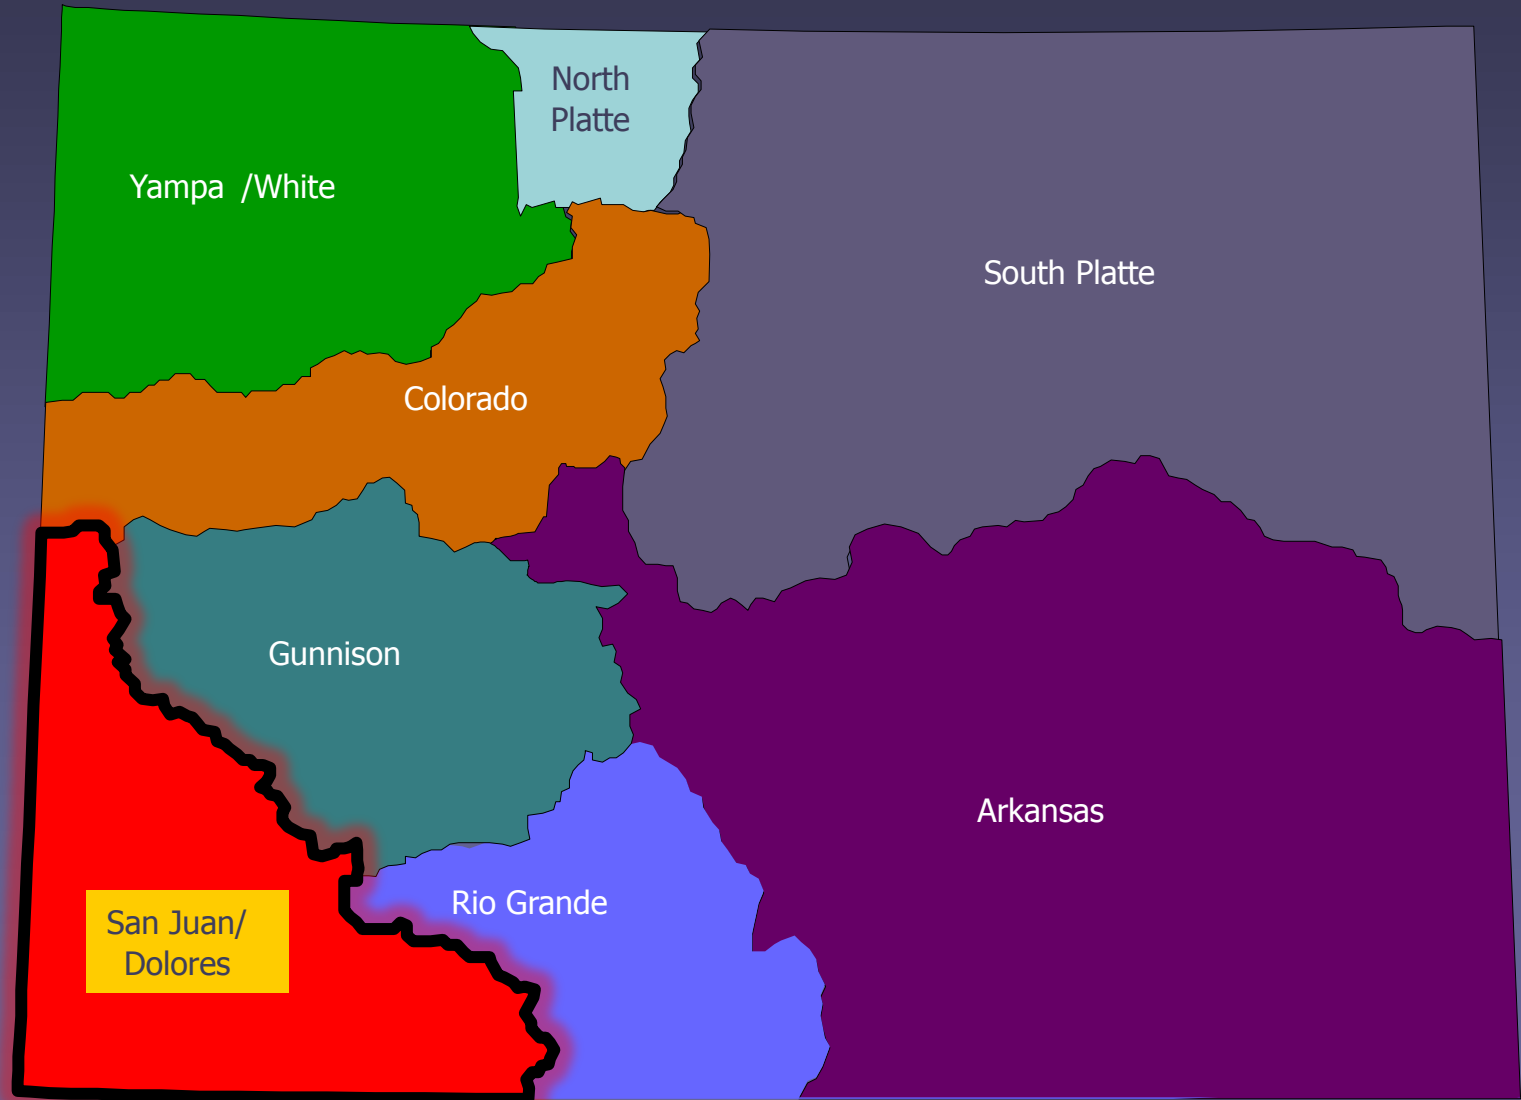 North
Platte
Yampa /White
South Platte
Colorado
Gunnison
Arkansas
Rio Grande
San Juan/
Dolores